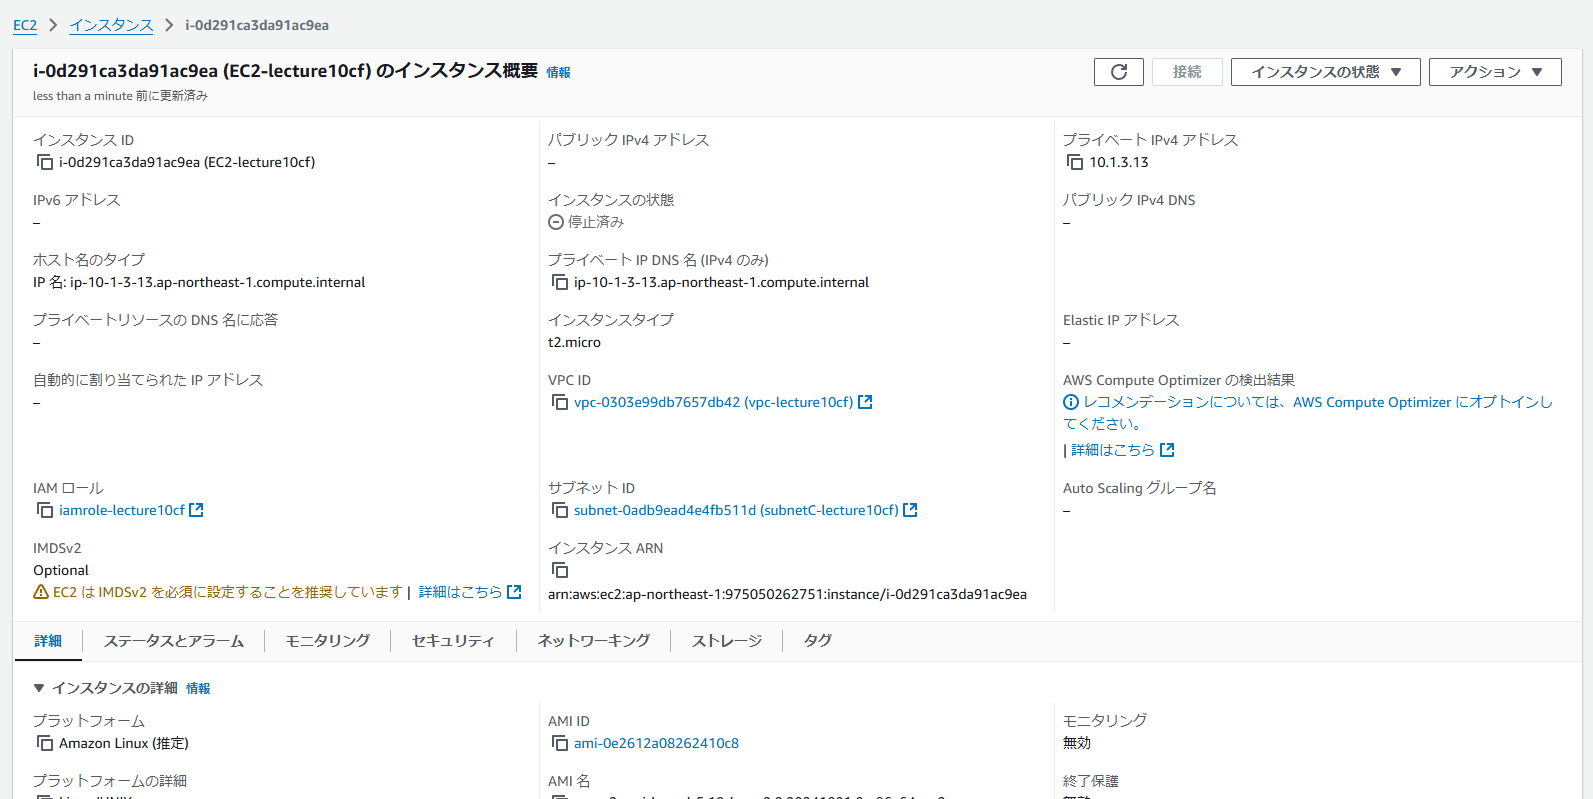 EC2 > インスタンス > i-0d291ca3da91ac9ea
i-0d291ca3da91ac9ea (EC2-lecture10cf) のインスタンス概要 情報
less than a minute 前に更新済み
接続
インスタンスの状態
アクション
インスタンス ID
i-0d291ca3da91ac9ea (EC2-lecture10cf)
パブリック IPv4 アドレス
–
プライベート IPv4 アドレス
10.1.3.13
IPv6 アドレス
–
インスタンスの状態
停止済み
パブリック IPv4 DNS
–
ホスト名のタイプ
IP 名: ip-10-1-3-13.ap-northeast-1.compute.internal
プライベート IP DNS 名 (IPv4 のみ)
ip-10-1-3-13.ap-northeast-1.compute.internal
プライベートリソースの DNS 名に応答
–
インスタンスタイプ
t2.micro
Elastic IP アドレス
–
自動的に割り当てられた IP アドレス
–
VPC ID
vpc-0303e99db7657db42 (vpc-lecture10cf)
AWS Compute Optimizer の検出結果
レコメンデーションについては、AWS Compute Optimizer にオプトインし
てください。
| 詳細はこちら
IAM ロール
iamrole-lecture10cf
サブネット ID
subnet-0adb9ead4e4fb511d (subnetC-lecture10cf)
Auto Scaling グループ名
–
IMDSv2
Optional
EC2 は IMDSv2 を必須に設定することを推奨しています | 詳細はこちら
インスタンス ARN
arn:aws:ec2:ap-northeast-1:975050262751:instance/i-0d291ca3da91ac9ea
詳細
ステータスとアラーム
モニタリング
セキュリティ
ネットワーキング
ストレージ
タグ
インスタンスの詳細 情報
プラットフォーム
Amazon Linux (推定)
AMI ID
ami-0e2612a08262410c8
モニタリング
無効
プラットフォームの詳細
AMI 名
終了保護